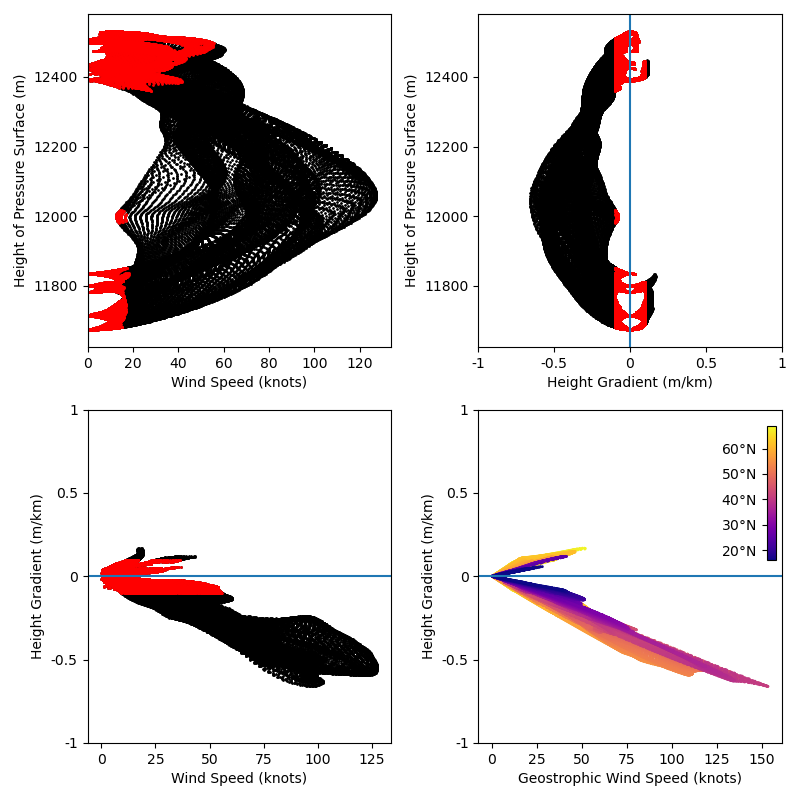 12400
12200
12000
11800
Height of Pressure Surface (m)
0 20 40 60 80 100 120
Wind Speed (knots)
12400
12200
12000
11800
Height of Pressure Surface (m)
-1 -0.5 0 0.5 1
Height Gradient (m/km)
1
0.5
0
-0.5
-1
Height Gradient (m/km)
0 25 50 75 100 125
Wind Speed (knots)
1
0.5
0
-0.5
-1
Height Gradient (m/km)
60°N
50°N
40°N
30°N
20°N
0 25 50 75 100 125 150
Geostrophic Wind Speed (knots)